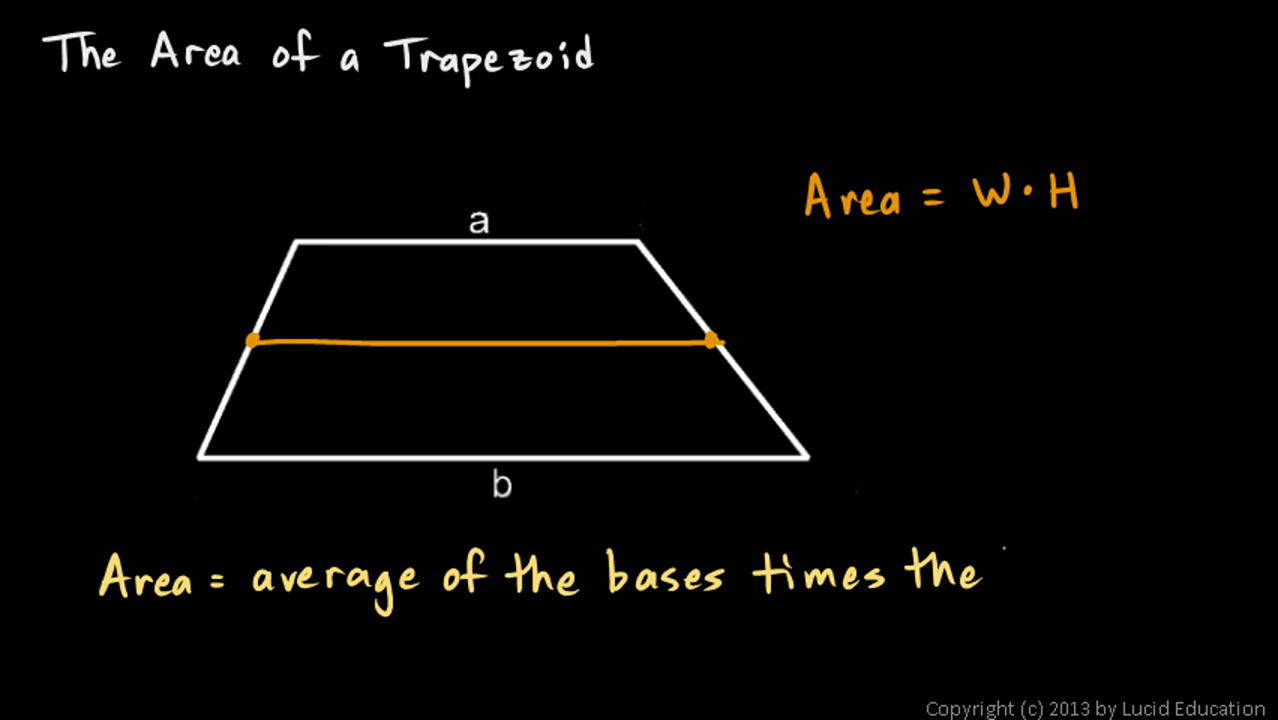 The Area of a Trapezoid
Area = W · H
a
b
Area = average of the bases times the
Copyright (c) 2013 by Lucid Education